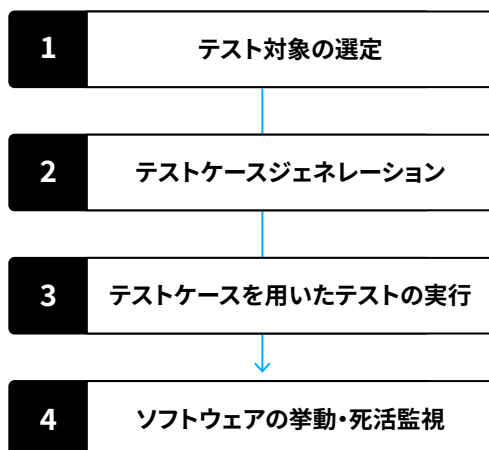 1 テスト対象の選定
2 テストケースジェネレーション
3 テストケースを用いたテストの実行
4 ソフトウェアの挙動・死活監視